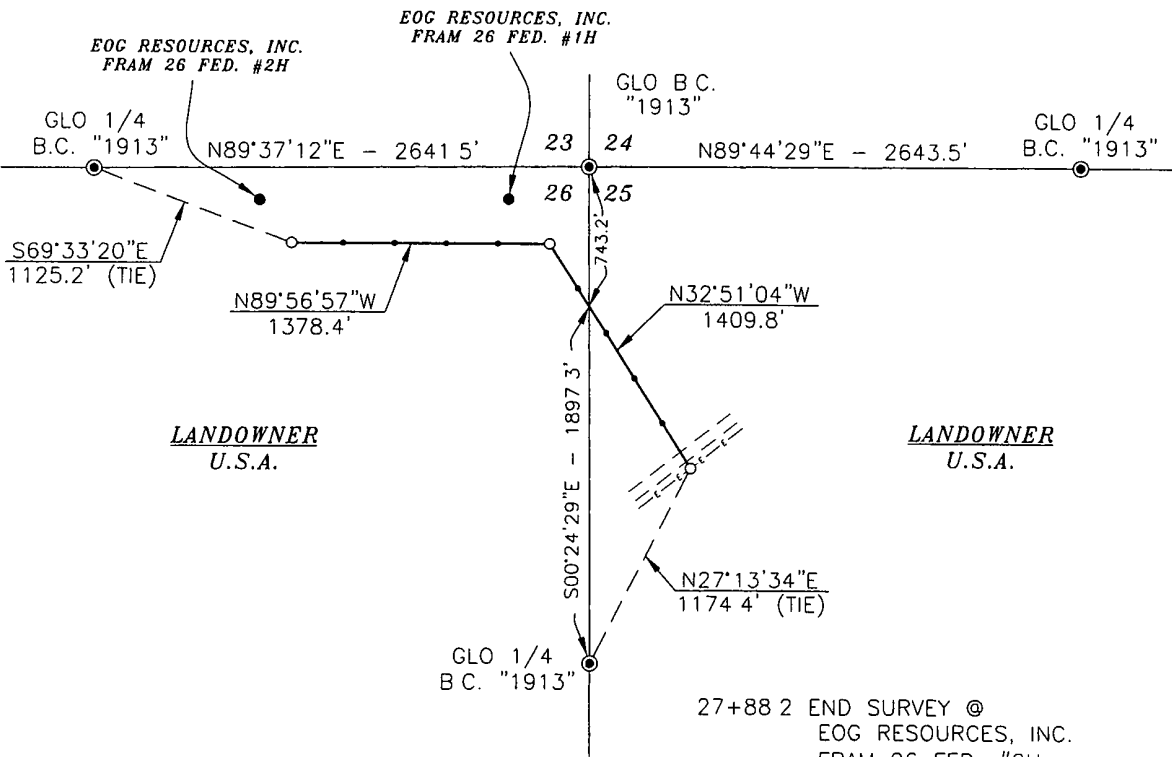 EOG RESOURCES, INC.
FRAM 26 FED. #1H
EOG RESOURCES, INC.
FRAM 26 FED. #2H
GLO B C.
"1913"
GLO 1/4
B.C. "1913"
N89°37'12"E – 2641 5'
23
24
N89°44'29"E – 2643.5'
GLO 1/4
B.C. "1913"
26
25
743.2'
S69°33'20"E
1125.2' (TIE)
N89°56'57"W
1378.4'
N32°51'04"W
1409.8'
S00°24'29"E – 1897 3'
LANDOWNER
U.S.A.
LANDOWNER
U.S.A.
N27°13'34"E
1174 4' (TIE)
GLO 1/4
B C. "1913"
27+88 2 END SURVEY @
EOG RESOURCES, INC.